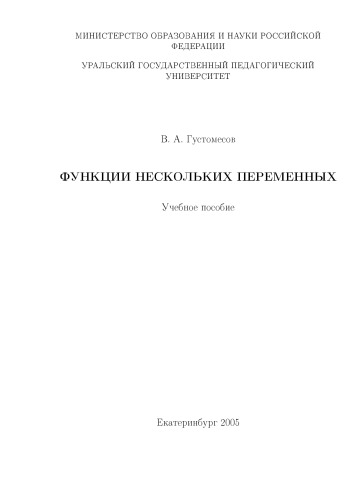 МИНИСТЕРСТВО ОБРАЗОВАНИЯ И НАУКИ РОССИЙСКОЙ
ФЕДЕРАЦИИ
УРАЛЬСКИЙ ГОСУДАРСТВЕННЫЙ ПЕДАГОГИЧЕСКИЙ
УНИВЕРСИТЕТ
В. А. Густомесов
ФУНКЦИИ НЕСКОЛЬКИХ ПЕРЕМЕННЫХ
Учебное пособие
Екатеринбург 2005